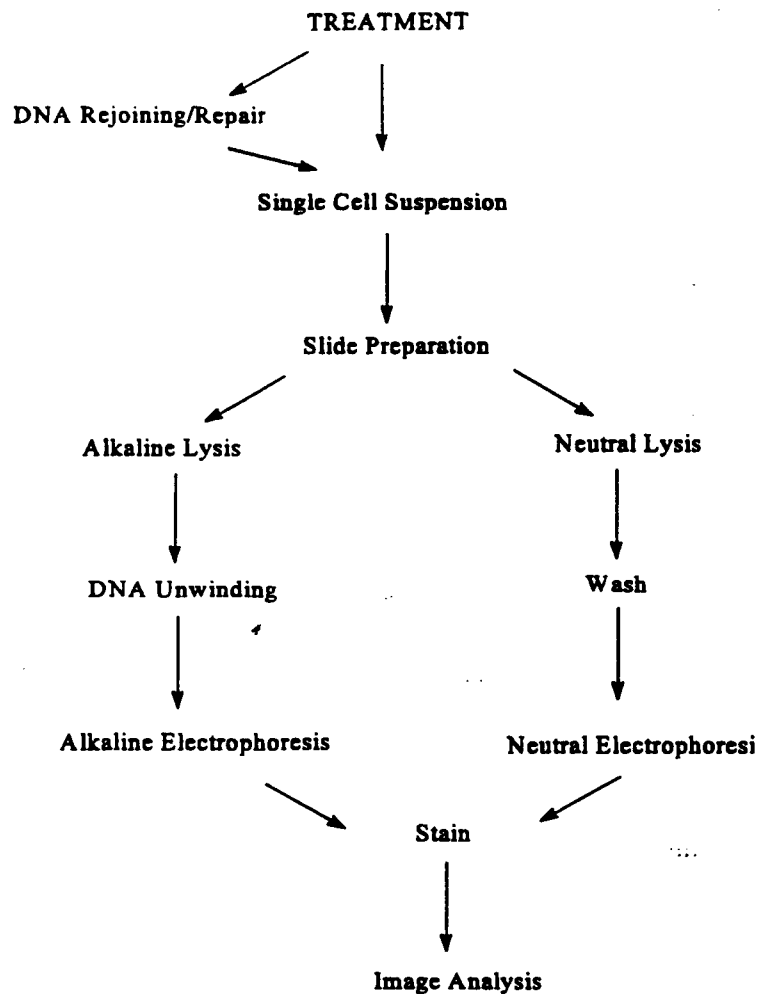 TREATMENT
DNA Rejoining/Repair
Single Cell Suspension
Slide Preparation
Alkaline Lysis
Neutral Lysis
DNA Unwinding
Wash
Alkaline Electrophoresis
Neutral Electrophoresi
Stain
Image Analysis